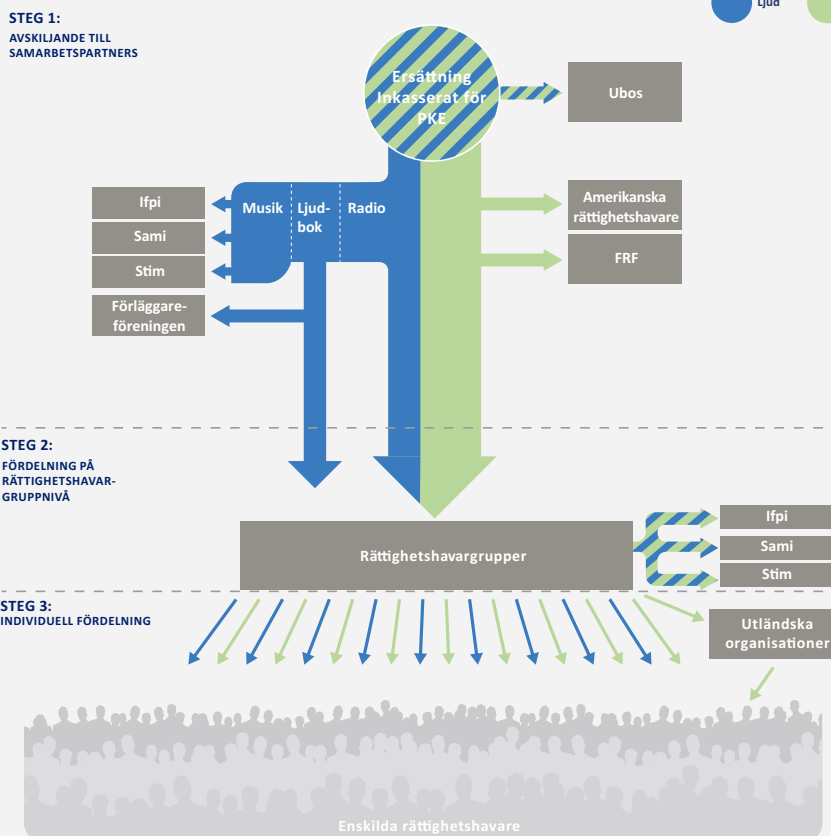 STEG 1:
AVSKILJANDE TILL
SAMARBETSPARTNERS
Ljud
Ersättning
Inkasserat för
PKE
Ubos
Ifpi
Sami
Stim
Förläggare-
föreningen
Musik
Ljud-
bok
Radio
Amerikanska
rättighetshavare
FRF
STEG 2:
FÖRDELNING PÅ
RÄTTIGHETSHAVAR-
GRUPPNIVÅ
Rättighetshavargrupper
Ifpi
Sami
Stim
STEG 3:
INDIVIDUELL FÖRDELNING
Utländska
organisationer
Enskilda rättighetshavare